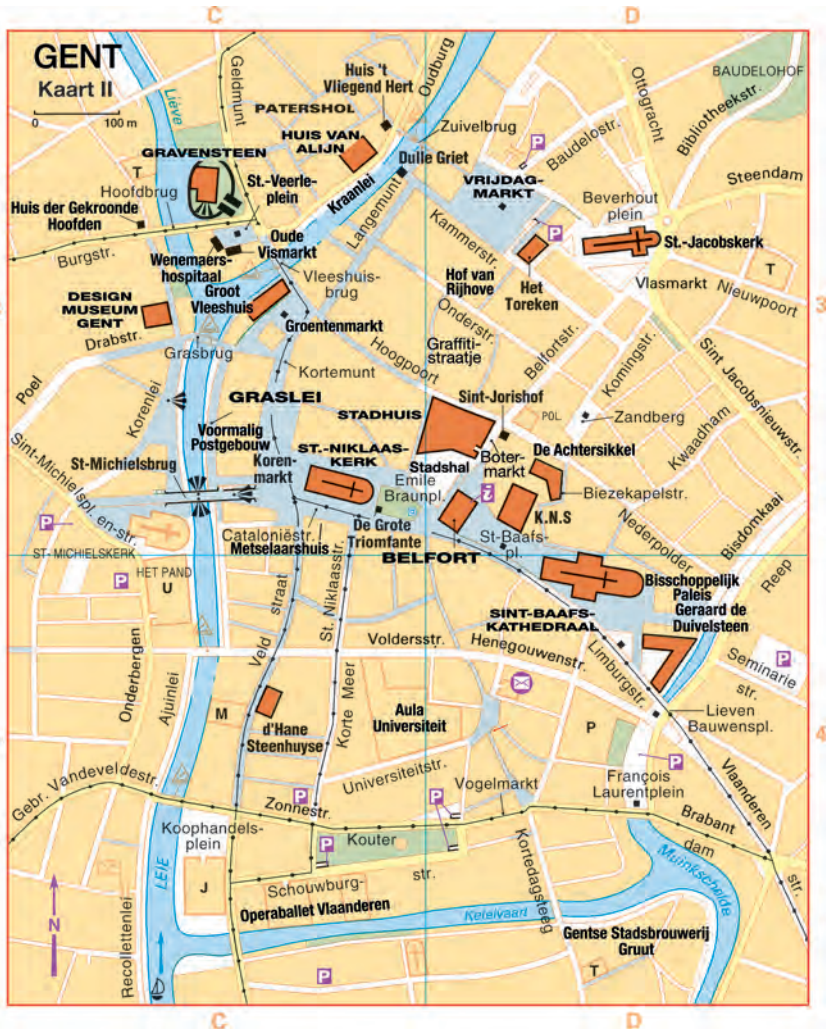 C
D
GENT
Kaart II
0
100 m
Liève
Geldmunt
Huis 't
Vliegend Hert
Oudburg
PATERSHOL
HUIS VAN
ALIJN
Zuivelbrug
P
Baudelostr.
Ottogracht
BAUDELOHOF
Bibliotheekstr.
GRAVENSTEEN
T
Hoofdbrug
St.-Veerle-
plein
Kraanlei
Dulle Griet
Langemunt
VRIJDAG-
MARKT
Steendam
Beverhout
plein
Huis der Gekroonde
Hoofden
Burgstr.
Wenemaers-
hospitaal
Oude
Vismarkt
Kammerstr.
P
St.-Jacobskerk
Vleeshuis-
brug
Hof van
Rijhove
Het
Toreken
Vlasmarkt
T
Nieuwpoort
DESIGN
MUSEUM
GENT
Groot
Vleeshuis
Groentenmarkt
Onderstr.
3
Drabstr.
Grasbrug
Hoogpoort
Graffiti-
straatje
Belfortstr.
Koningstr.
Sint Jacobsnieuwstr.
Poel
Korenlei
Kortemunt
GRASLEI
Sint-Jorishof
POL.
Zandberg
STADHUIS
Voormalig
Postgebouw
St-Michielsbrug
Koren-
markt
ST.-NIKLAAS-
KERK
Stadshal
Boter-
markt
De Achtersikkel
Kwaadham
Emile
Braunpl.
i
Biezekapelstr.
Sint-Michielspl. en-str.
P
K.N.S
Cataloniëstr.
Metselaarshuis
De Grote
Triomfante
St-Baafs-
pl.
Nederpolder
Bisdomkaai
ST-MICHIELSKERK
BELFORT
Reep
HET PAND
U
P
Bisschoppelijk
Paleis
Geraard de
Duivelsteen
SINT-BAAFS-
KATHEDRAAL
Veld
straat
St. Niklaasstr.
Voldersstr.
Henegouwenstr.
Limburgstr.
P
Seminarie
str.
Onderbergen
Ajuinlei
M
d'Hane
Steenhuyse
Korte Meer
Aula
Universiteit
P
Lieven
Bauwenspl.
4
Universiteitstr.
P
Gebr. Vandeveldestr.
Zonnestr.
P
Vogelmarkt
P
François
Laurentplein
Vlaanderen
str.
Brabant
dam
Koophandels-
plein
P
Kouter
LEIE
J
Schouwburg-
str.
Kortedagsteeg
Muinkschelde
Operaballet Vlaanderen
Ketelvaart
N
Recollettenlei
P
Gentse Stadsbrouwerij
Gruut
T
C
D